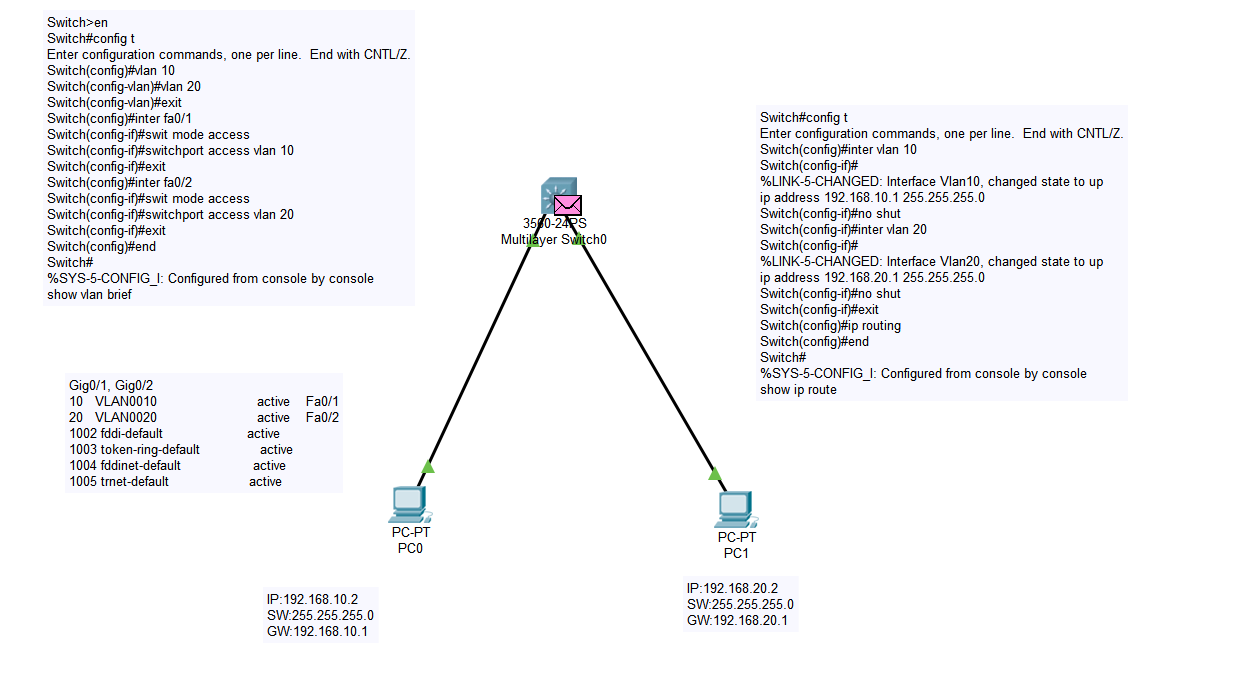 Switch>en
Switch#config t
Enter configuration commands, one per line.  End with CNTL/Z.
Switch(config)#vlan 10
Switch(config-vlan)#vlan 20
Switch(config-vlan)#exit
Switch(config)#inter fa0/1
Switch(config-if)#swit mode access
Switch(config-if)#switchport access vlan 10
Switch(config-if)#exit
Switch(config)#inter fa0/2
Switch(config-if)#swit mode access
Switch(config-if)#switchport access vlan 20
Switch(config-if)#exit
Switch(config)#end
Switch#
%SYS-5-CONFIG_I: Configured from console by console
show vlan brief
Switch#config t
Enter configuration commands, one per line.  End with CNTL/Z.
Switch(config)#inter vlan 10
Switch(config-if)#
%LINK-5-CHANGED: Interface Vlan10, changed state to up
ip address 192.168.10.1 255.255.255.0
Switch(config-if)#no shut
Switch(config-if)#inter vlan 20
Switch(config-if)#
%LINK-5-CHANGED: Interface Vlan20, changed state to up
ip address 192.168.20.1 255.255.255.0
Switch(config-if)#no shut
Switch(config-if)#exit
Switch(config)#ip routing
Switch(config)#end
Switch#
%SYS-5-CONFIG_I: Configured from console by console
show ip route
3560-24PS
Multilayer Switch0
Gig0/1, Gig0/2
10 VLAN0010 active Fa0/1
20 VLAN0020 active Fa0/2
1002 fddi-default active
1003 token-ring-default active
1004 fddinet-default active
1005 trnet-default active
PC-PT
PC0
PC-PT
PC1
IP:192.168.10.2
SW:255.255.255.0
GW:192.168.10.1
IP:192.168.20.2
SW:255.255.255.0
GW:192.168.20.1